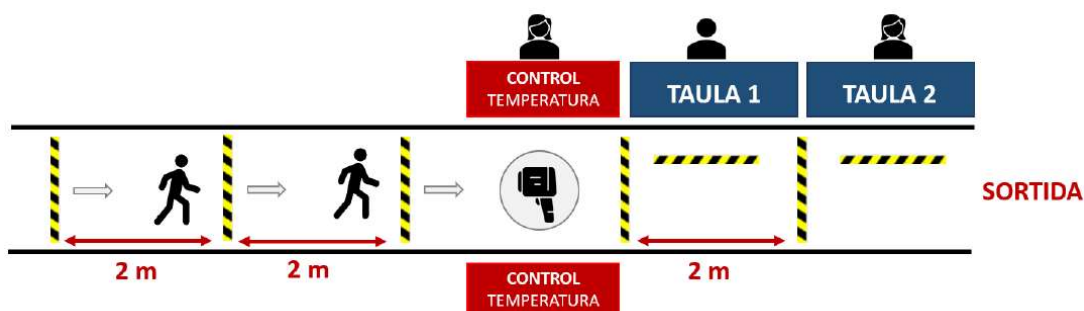 CONTROL
TEMPERATURA
TAULA 1
TAULA 2
SORTIDA
2 m
2 m
2 m
CONTROL
TEMPERATURA